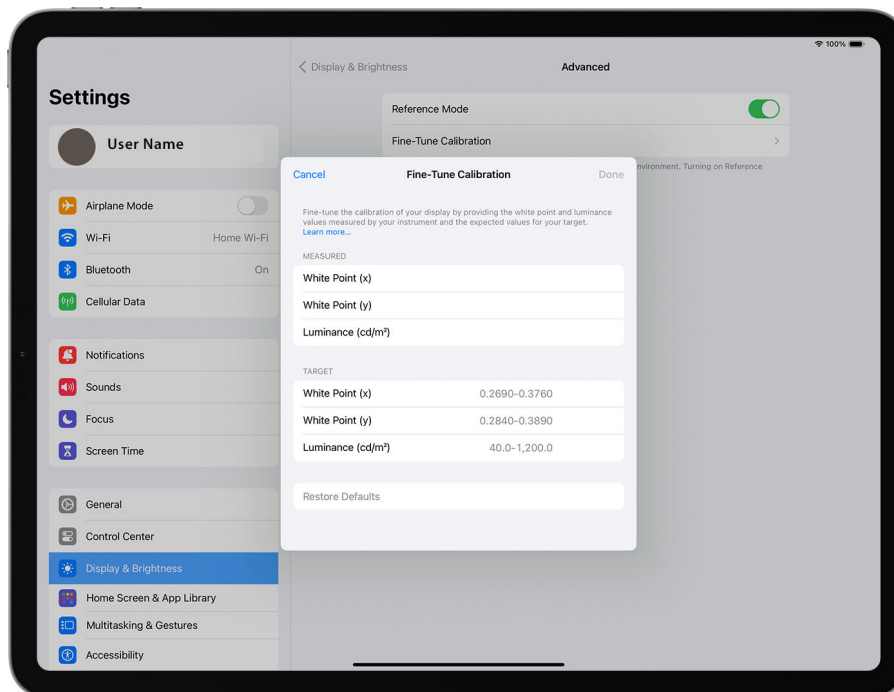 100%
Settings
Display & Brightness
Advanced
Reference Mode
Fine-Tune Calibration
nvironment. Turning on Reference
User Name
Airplane Mode
Wi-Fi Home Wi-Fi
Bluetooth On
Cellular Data
Notifications
Sounds
Focus
Screen Time
General
Control Center
Display & Brightness
Home Screen & App Library
Multitasking & Gestures
Accessibility
Cancel Fine-Tune Calibration Done
Fine-tune the calibration of your display by providing the white point and luminance
values measured by your instrument and the expected values for your target.
Learn more...
MEASURED
White Point (x)
White Point (y)
Luminance (cd/m²)
TARGET
White Point (x) 0.2690-0.3760
White Point (y) 0.2840-0.3890
Luminance (cd/m²) 40.0-1,200.0
Restore Defaults